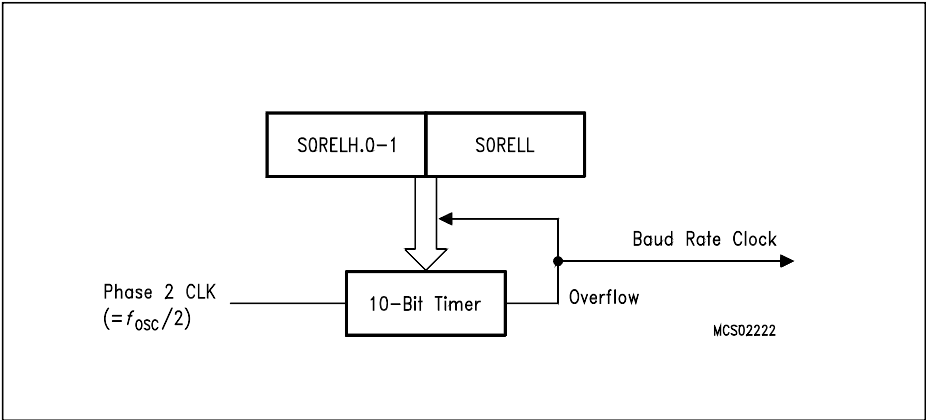 S0RELH.0-1
S0RELL
Baud Rate Clock
Phase 2 CLK
(=fOSC/2)
10-Bit Timer
Overflow
MCS02222